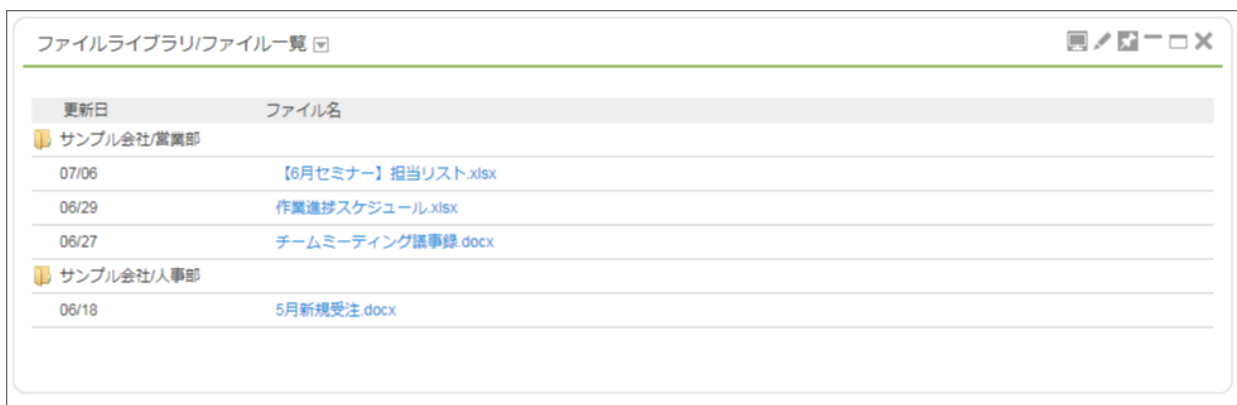 ファイルライブラリ/ファイル一覧
更新日 ファイル名
サンプル会社/営業部
07/06 【6月セミナー】担当リスト.xlsx
06/29 作業進捗スケジュール.xlsx
06/27 チームミーティング議事録.docx
サンプル会社/人事部
06/18 5月新規受注.docx